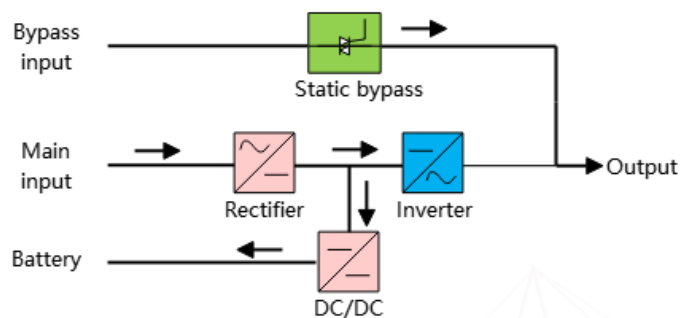 Bypass
input
Static bypass
Main
input
Rectifier
Inverter
Output
Battery
DC/DC